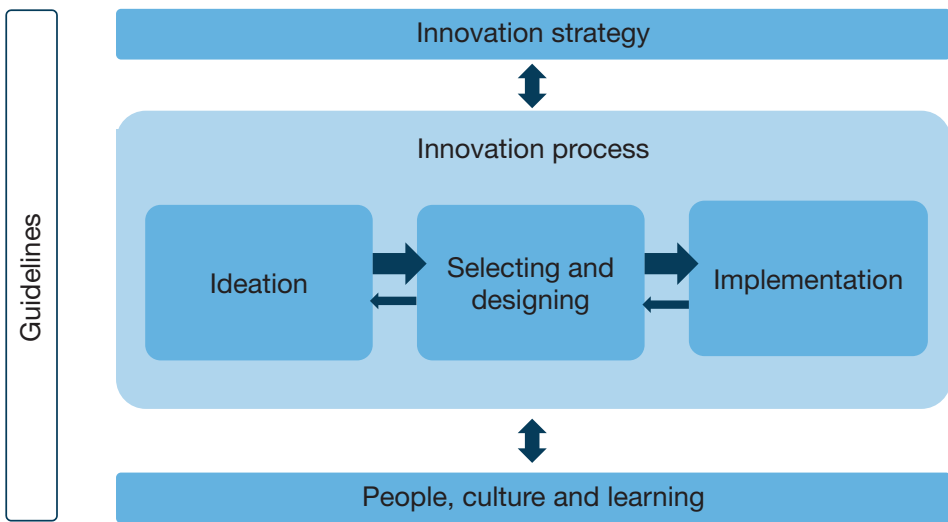 Guidelines
Innovation strategy
Innovation process
Ideation
Selecting and
designing
Implementation
People, culture and learning